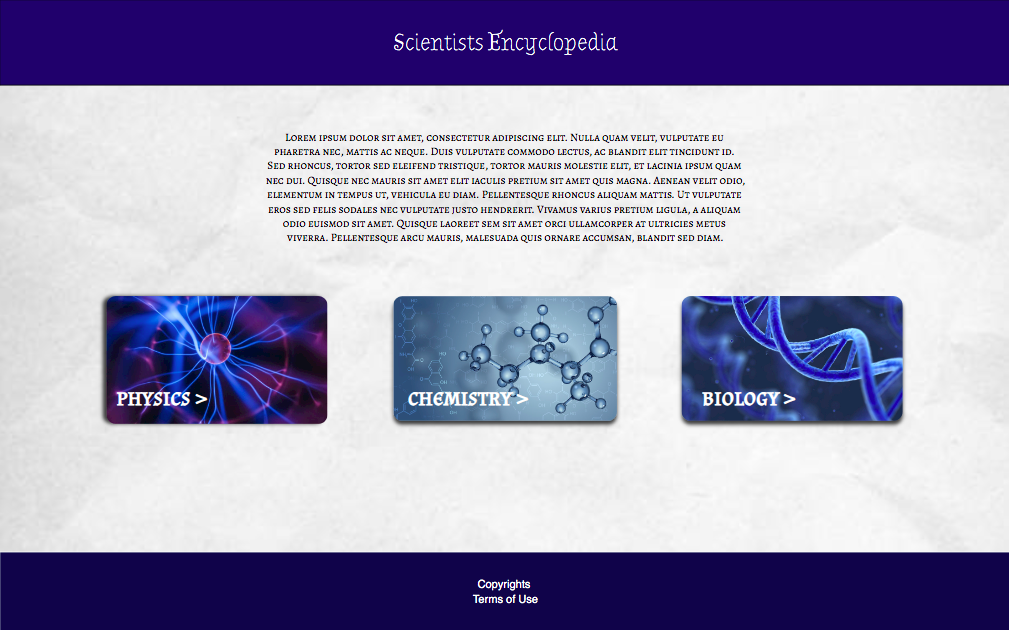 Scientists Encyclopedia
Lorem ipsum dolor sit amet, consectetur adipiscing elit. Nulla quam velit, vulputate eu
pharetra nec, mattis ac neque. Duis vulputate commodo lectus, ac blandit elit tincidunt id.
Sed rhoncus, tortor sed eleifend tristique, tortor mauris molestie elit, et lacinia ipsum quam
nec dui. Quisque nec mauris sit amet elit iaculis pretium sit amet quis magna. Aenean velit odio,
elementum in tempus ut, vehicula eu diam. Pellentesque rhoncus aliquam mattis. Ut vulputate
eros sed felis sodales nec vulputate justo hendrerit. Vivamus varius pretium ligula, a aliquam
odio euismod sit amet. Quisque laoreet sem sit amet orci ullamcorper at ultricies metus
viverra. Pellentesque arcu mauris, malesuada quis ornare accumsan, blandit sed diam.
PHYSICS >
CHEMISTRY >
BIOLOGY >
Copyrights
Terms of Use